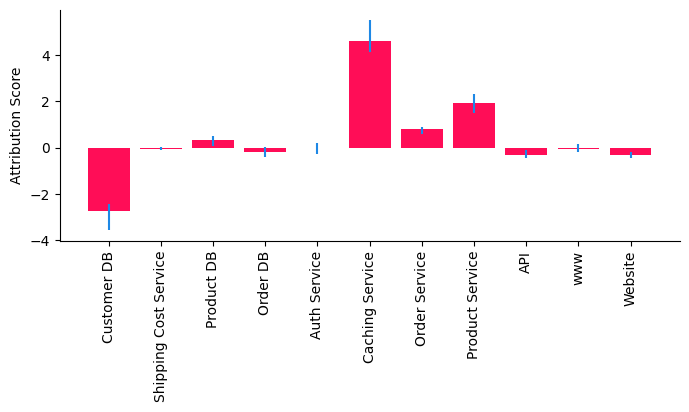 Attribution Score
4
2
0
−2
−4
Customer DB
Shipping Cost Service
Product DB
Order DB
Auth Service
Caching Service
Order Service
Product Service
API
www
Website